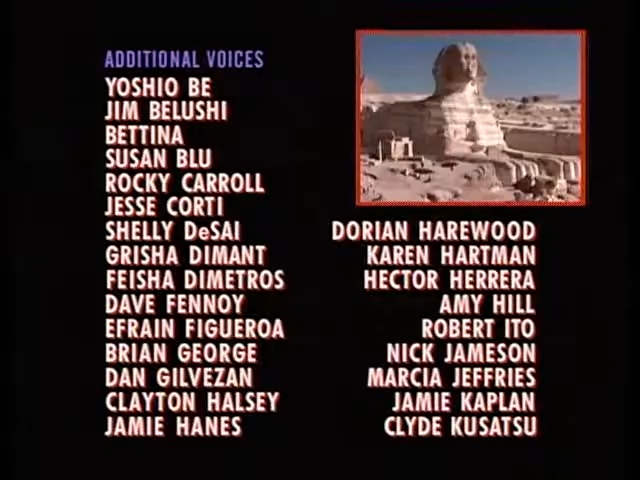 ADDITIONAL VOICES
YOSHIO BE
JIM BELUSHI
BETTINA
SUSAN BLU
ROCKY CARROLL
JESSE CORTI
SHELLY DeSAI
GRISHA DIMANT
FEISHA DIMETROS
DAVE FENNOY
EFRAIN FIGUEROA
BRIAN GEORGE
DAN GILVEZAN
CLAYTON HALSEY
JAMIE HANES
DORIAN HAREWOOD
KAREN HARTMAN
HECTOR HERRERA
AMY HILL
ROBERT ITO
NICK JAMESON
MARCIA JEFFRIES
JAMIE KAPLAN
CLYDE KUSATSU